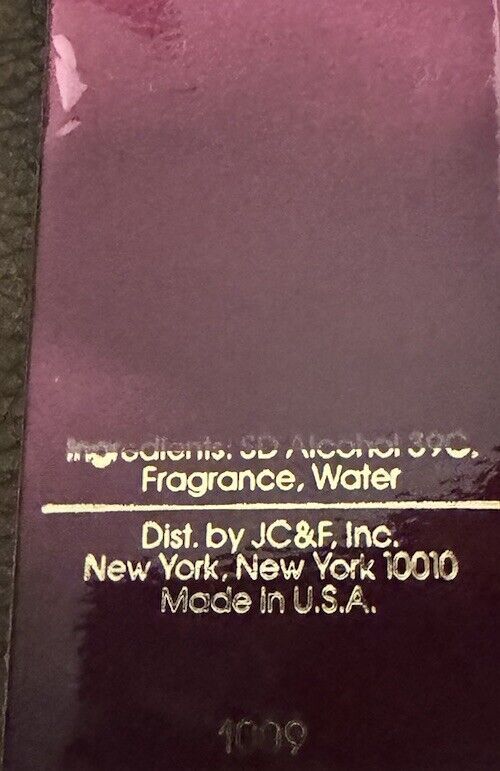 Ingredients: SD Alcohol 39C,
Fragrance, Water
Dist. by JC&F, Inc.
New York, New York 10010
Made in U.S.A.
1009